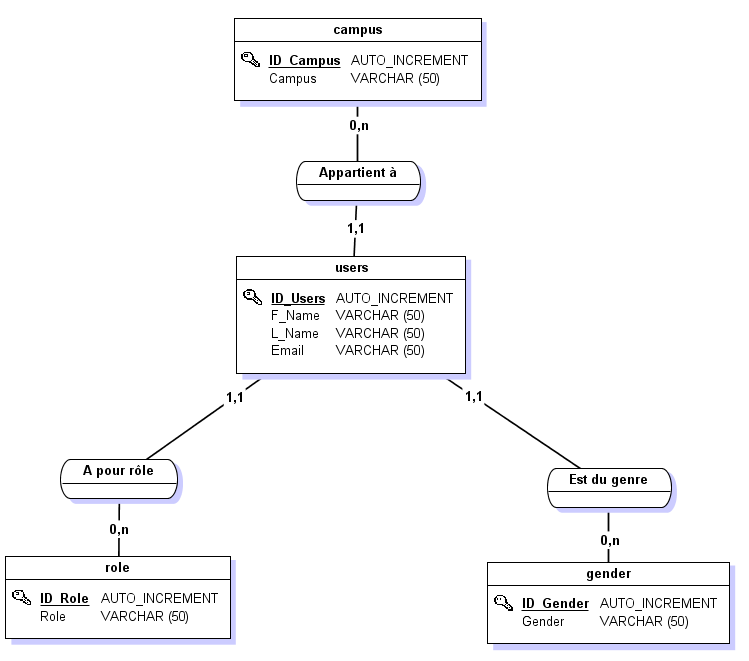 campus
ID_Campus AUTO_INCREMENT
Campus VARCHAR (50)
0,n
Appartient à
1,1
users
ID_Users AUTO_INCREMENT
F_Name VARCHAR (50)
L_Name VARCHAR (50)
Email VARCHAR (50)
1,1
1,1
A pour rôle
Est du genre
0,n
0,n
role
ID_Role AUTO_INCREMENT
Role VARCHAR (50)
gender
ID_Gender AUTO_INCREMENT
Gender VARCHAR (50)